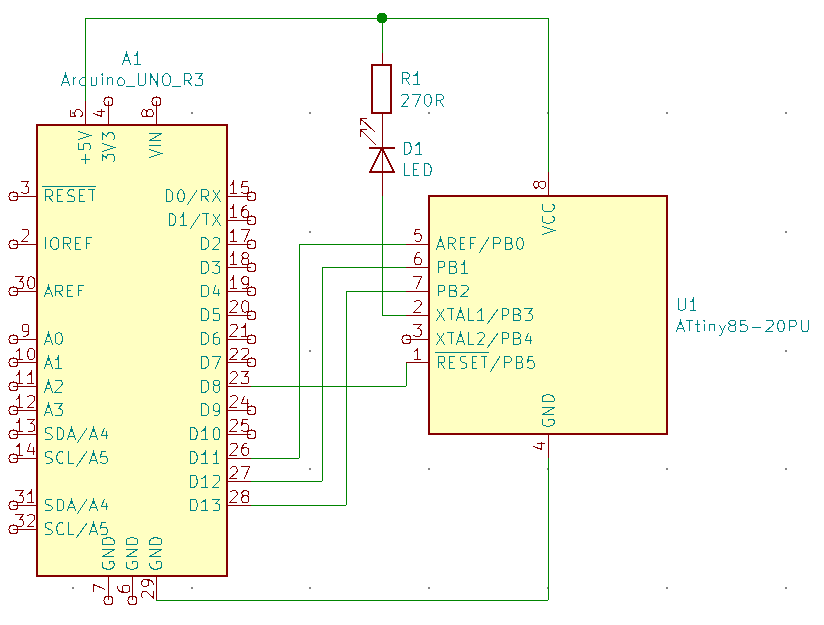 A1
Arduino_UNO_R3
5
4
8
+5V
3V3
VIN
3
RESET
2
IOREF
30
AREF
9
A0
10
A1
11
A2
12
A3
13
SDA/A4
14
SCL/A5
31
SDA/A4
32
SCL/A5
D0/RX
15
D1/TX
16
D2
17
D3
18
D4
19
D5
20
D6
21
D7
22
D8
23
D9
24
D10
25
D11
26
D12
27
D13
28
GND
GND
GND
7
6
29
R1
270R
D1
LED
8
VCC
5
AREF/PB0
6
PB1
7
PB2
2
XTAL1/PB3
3
XTAL2/PB4
1
RESET/PB5
GND
4
U1
ATtiny85-20PU